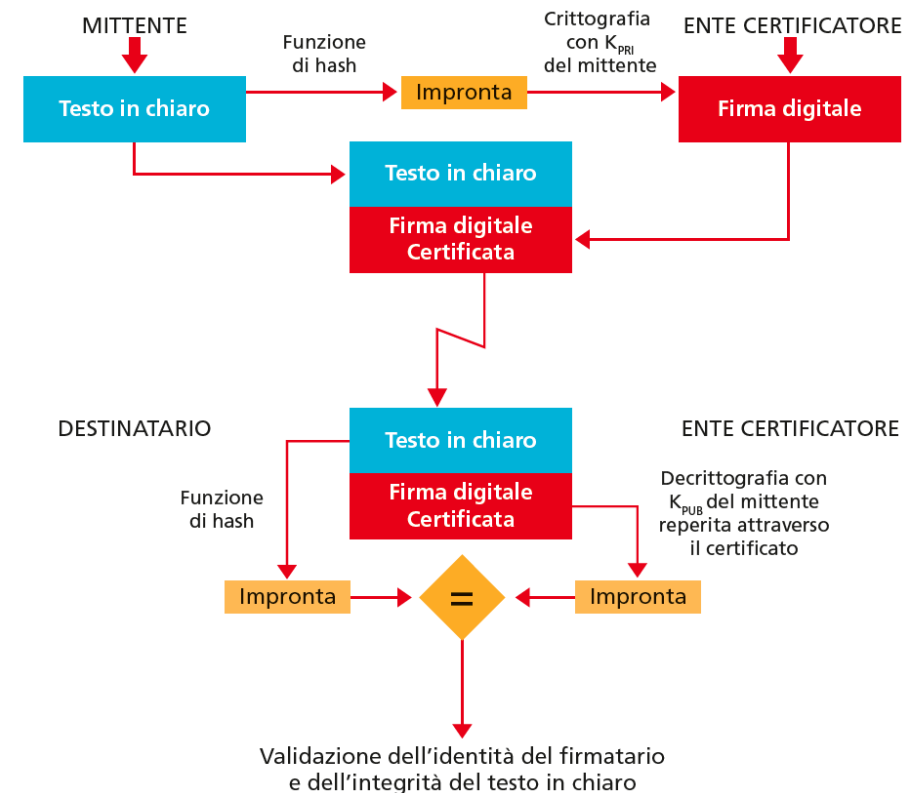 MITTENTE
Funzione
di hash
Crittografia
con K_PRI
del mittente
ENTE CERTIFICATORE
Testo in chiaro
Impronta
Firma digitale
Testo in chiaro
Firma digitale
Certificata
DESTINATARIO
ENTE CERTIFICATORE
Testo in chiaro
Firma digitale
Certificata
Funzione
di hash
Decrittografia con
K_PUB del mittente
reperita attraverso
il certificato
Impronta
=
Impronta
Validazione dell'identità del firmatario
e dell'integrità del testo in chiaro